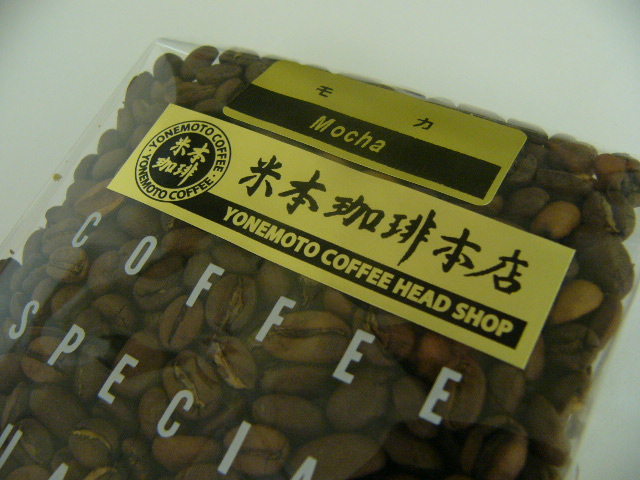 モカ
Mocha
YONEMOTO COFFEE
米本
珈琲
YONEMOTO COFFEE
米本珈琲本店
YONEMOTO COFFEE HEAD SHOP
COFFEE
SPECIA